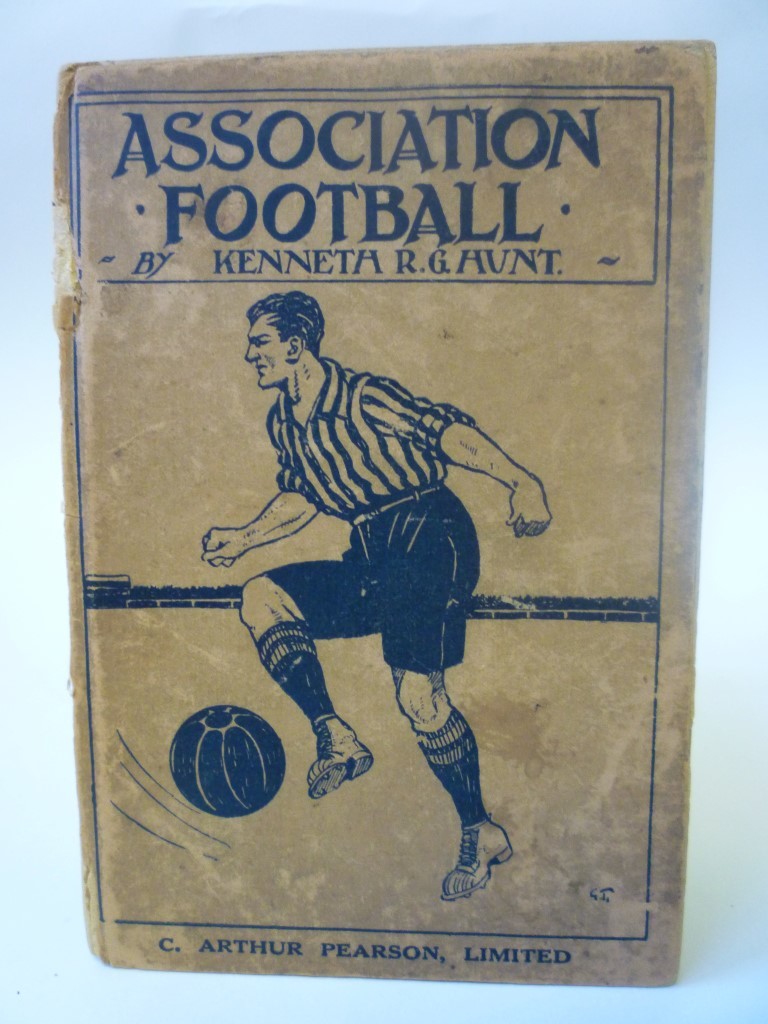 ASSOCIATION
· FOOTBALL ·
~ BY KENNETH R.G. HUNT. ~
C. ARTHUR PEARSON, LIMITED